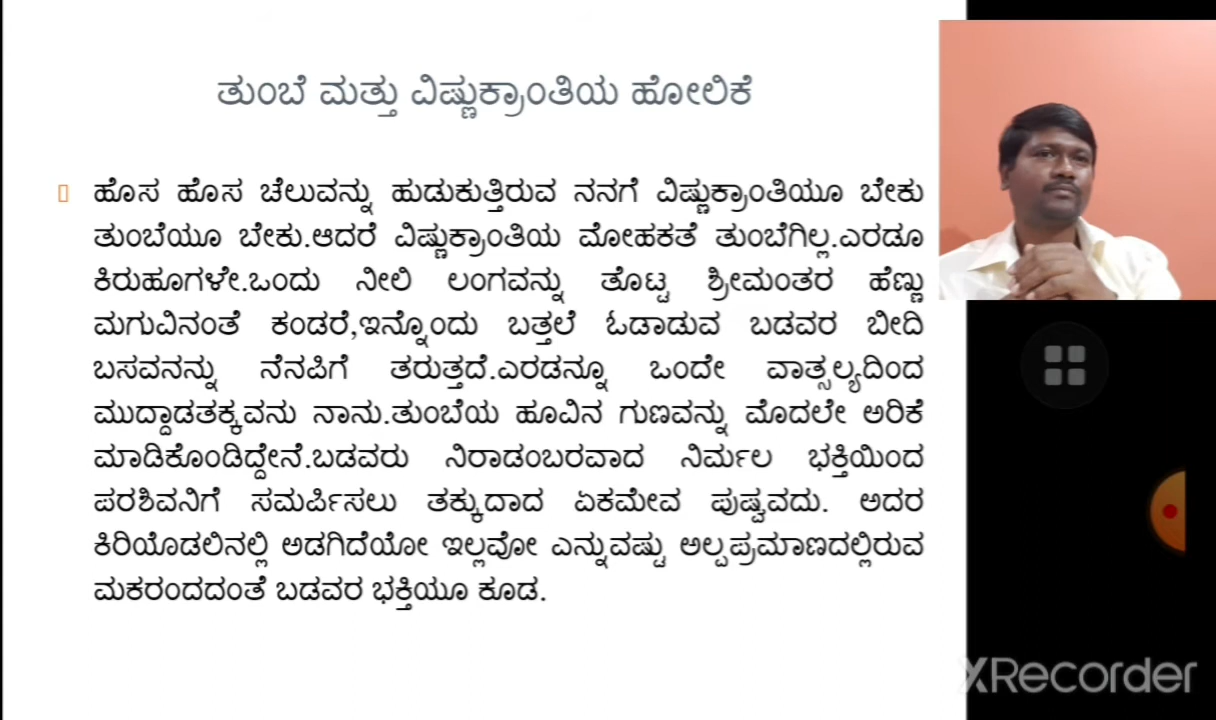 ತುಂಬೆ ಮತ್ತು ವಿಷ್ಣುಕ್ರಾಂತಿಯ ಹೋಲಿಕೆ
ಹೊಸ ಹೊಸ ಚೆಲುವನ್ನು ಹುಡುಕುತ್ತಿರುವ ನನಗೆ ವಿಷ್ಣುಕ್ರಾಂತಿಯೂ ಬೇಕು
ತುಂಬೆಯೂ ಬೇಕು.ಆದರೆ ವಿಷ್ಣುಕ್ರಾಂತಿಯ ಮೋಹಕತೆ ತುಂಬೆಗಿಲ್ಲ.ಎರಡೂ
ಕಿರುಹೂಗಳೇ.ಒಂದು ನೀಲಿ ಲಂಗವನ್ನು ತೊಟ್ಟ ಶ್ರೀಮಂತರ ಹೆಣ್ಣು
ಮಗುವಿನಂತೆ ಕಂಡರೆ,ಇನ್ನೊಂದು ಬತ್ತಲೆ ಓಡಾಡುವ ಬಡವರ ಬೀದಿ
ಬಸವನನ್ನು ನೆನಪಿಗೆ ತರುತ್ತದೆ.ಎರಡನ್ನೂ ಒಂದೇ ವಾತ್ಸಲ್ಯದಿಂದ
ಮುದ್ದಾಡತಕ್ಕವನು ನಾನು.ತುಂಬೆಯ ಹೂವಿನ ಗುಣವನ್ನು ಮೊದಲೇ ಅರಿಕೆ
ಮಾಡಿಕೊಂಡಿದ್ದೇನೆ.ಬಡವರು ನಿರಾಡಂಬರವಾದ ನಿರ್ಮಲ ಭಕ್ತಿಯಿಂದ
ಪರಶಿವನಿಗೆ ಸಮರ್ಪಿಸಲು ತಕ್ಕುದಾದ ಏಕಮೇವ ಪುಷ್ಪವದು. ಅದರ
ಕಿರಿಯೊಡಲಿನಲ್ಲಿ ಅಡಗಿದೆಯೋ ಇಲ್ಲವೋ ಎನ್ನುವಷ್ಟು ಅಲ್ಪಪ್ರಮಾಣದಲ್ಲಿರುವ
ಮಕರಂದದಂತೆ ಬಡವರ ಭಕ್ತಿಯೂ ಕೂಡ.
XRecorder